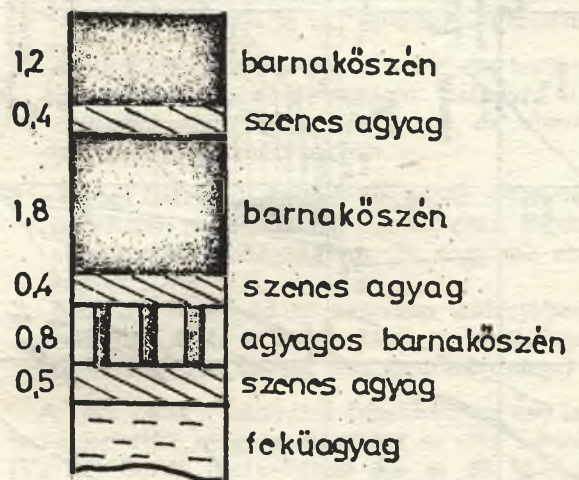 1,2 barnakőszén
0,4 szenes agyag
1,8 barnakőszén
0,4 szenes agyag
0,8 agyagos barnakőszén
0,5 szenes agyag
feküagyag